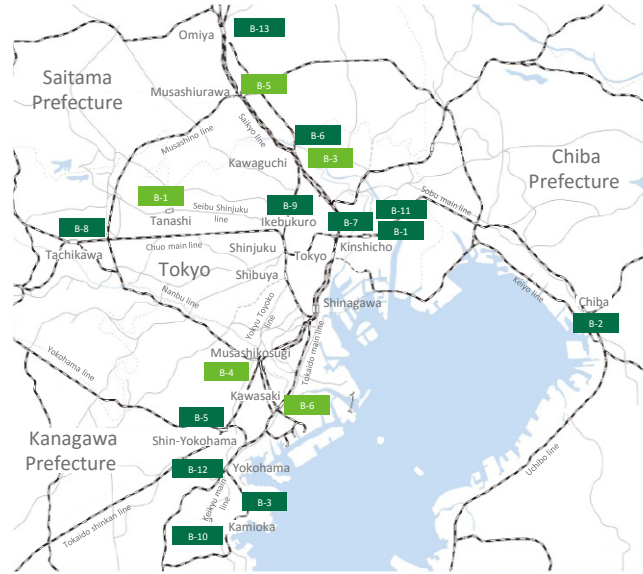 B-13
Omiya
Saitama
Prefecture
B-5
Musashiurawa
Saikyo line
Musashino line
B-6
Kawaguchi
B-3
Chiba
Prefecture
B-1
Tanashi
Seibu Shinjuku
line
B-9
Ikebukuro
B-7
B-11
B-1
Sobu main line
Kinshicho
B-8
Tachikawa
Chuo main line
Shinjuku
Tokyo
Tokyo
Shibuya
Keiyo line
Chiba
B-2
Nanbu line
Yokyu Toyoko
line
Shinagawa
Tokaido main line
Musashikosugi
Yokohama line
B-4
Kawasaki
B-6
B-5
Shin-Yokohama
Kanagawa
Prefecture
B-12
Yokohama
Uchibo line
Keikyu main
line
B-3
Kamioka
Tokaido shinkan line
B-10